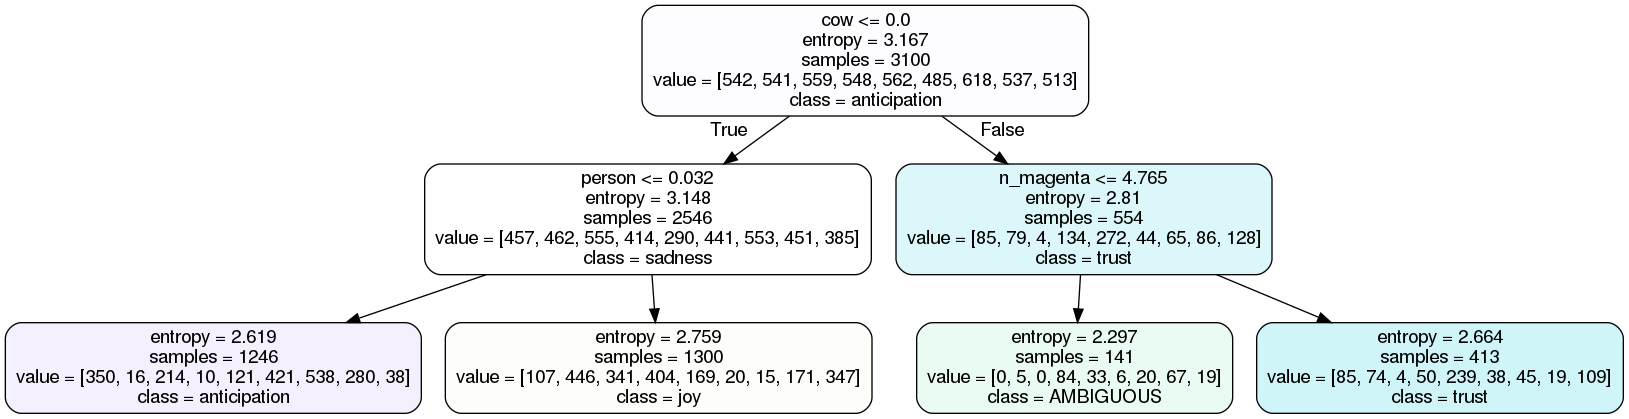 cow <= 0.0
entropy = 3.167
samples = 3100
value = [542, 541, 559, 548, 562, 485, 618, 537, 513]
class = anticipation
True
False
person <= 0.032
entropy = 3.148
samples = 2546
value = [457, 462, 555, 414, 290, 441, 553, 451, 385]
class = sadness
n_magenta <= 4.765
entropy = 2.81
samples = 554
value = [85, 79, 4, 134, 272, 44, 65, 86, 128]
class = trust
entropy = 2.619
samples = 1246
value = [350, 16, 214, 10, 121, 421, 538, 280, 38]
class = anticipation
entropy = 2.759
samples = 1300
value = [107, 446, 341, 404, 169, 20, 15, 171, 347]
class = joy
entropy = 2.297
samples = 141
value = [0, 5, 0, 84, 33, 6, 20, 67, 19]
class = AMBIGUOUS
entropy = 2.664
samples = 413
value = [85, 74, 4, 50, 239, 38, 45, 19, 109]
class = trust